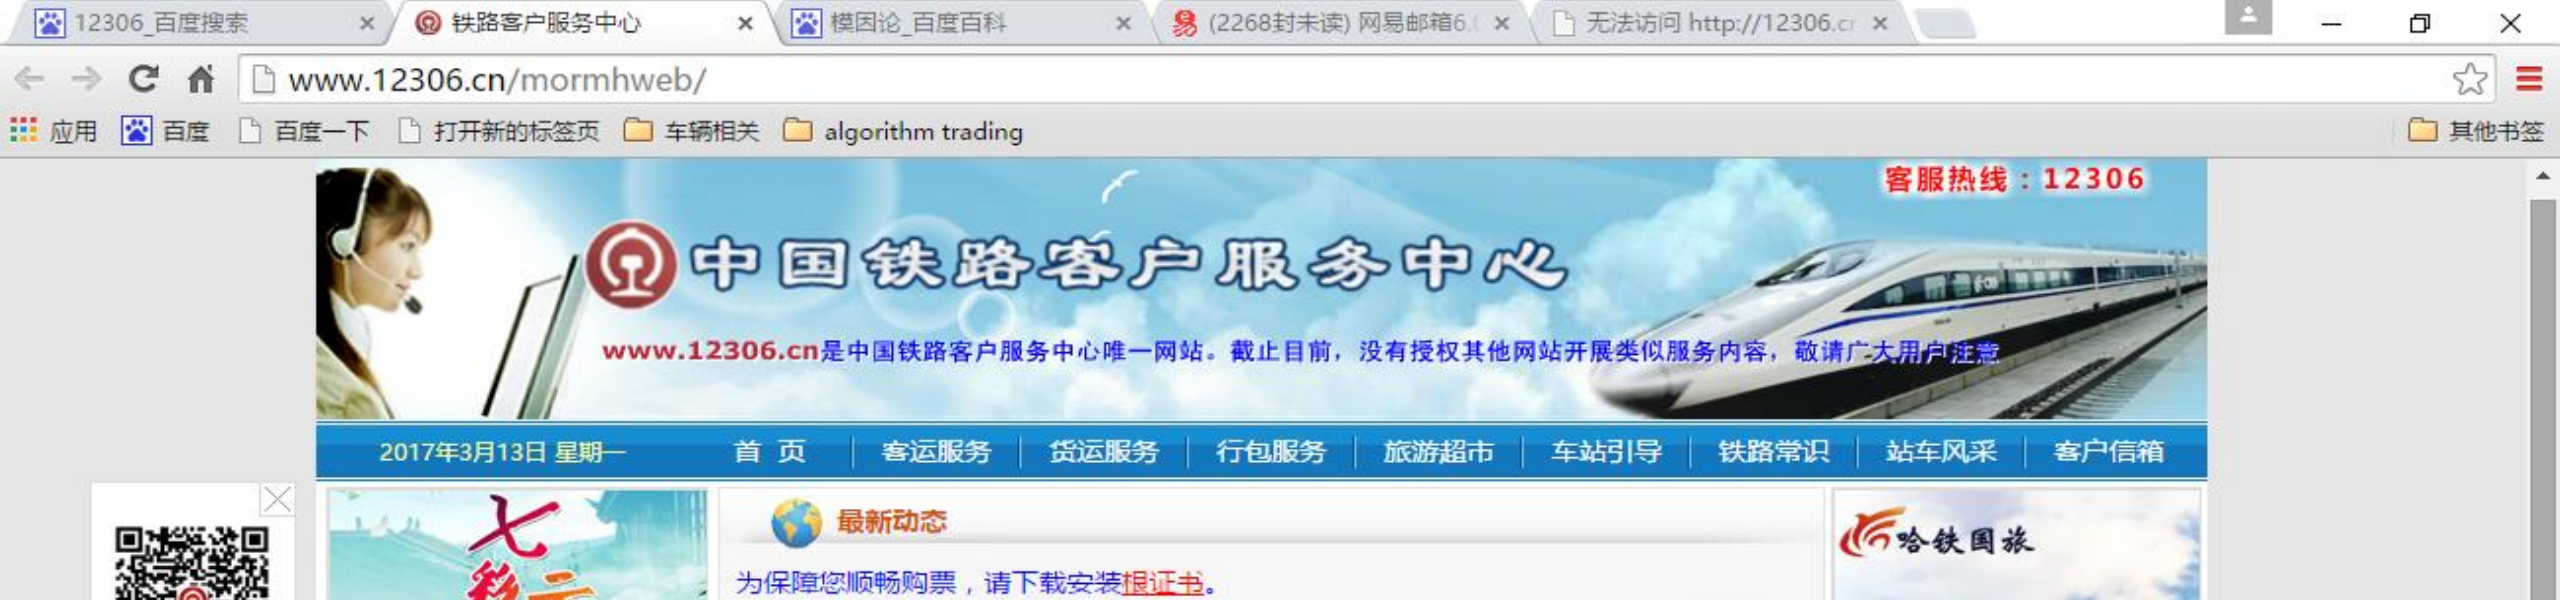 12306_百度搜索
铁路客户服务中心
模因论_百度百科
(2268封未读) 网易邮箱6.
无法访问 http://12306.c
www.12306.cn/mormhweb/
应用 百度 百度一下 打开新的标签页 车辆相关 algorithm trading 其他书签
客服热线：12306
中国铁路客户服务中心
www.12306.cn是中国铁路客户服务中心唯一网站。截止目前，没有授权其他网站开展类似服务内容，敬请广大用户注意
2017年3月13日 星期一 首 页 客运服务 货运服务 行包服务 旅游超市 车站引导 铁路常识 站车风采 客户信箱
七
彩云
最新动态
哈铁国旅
为保障您顺畅购票，请下载安装根证书。